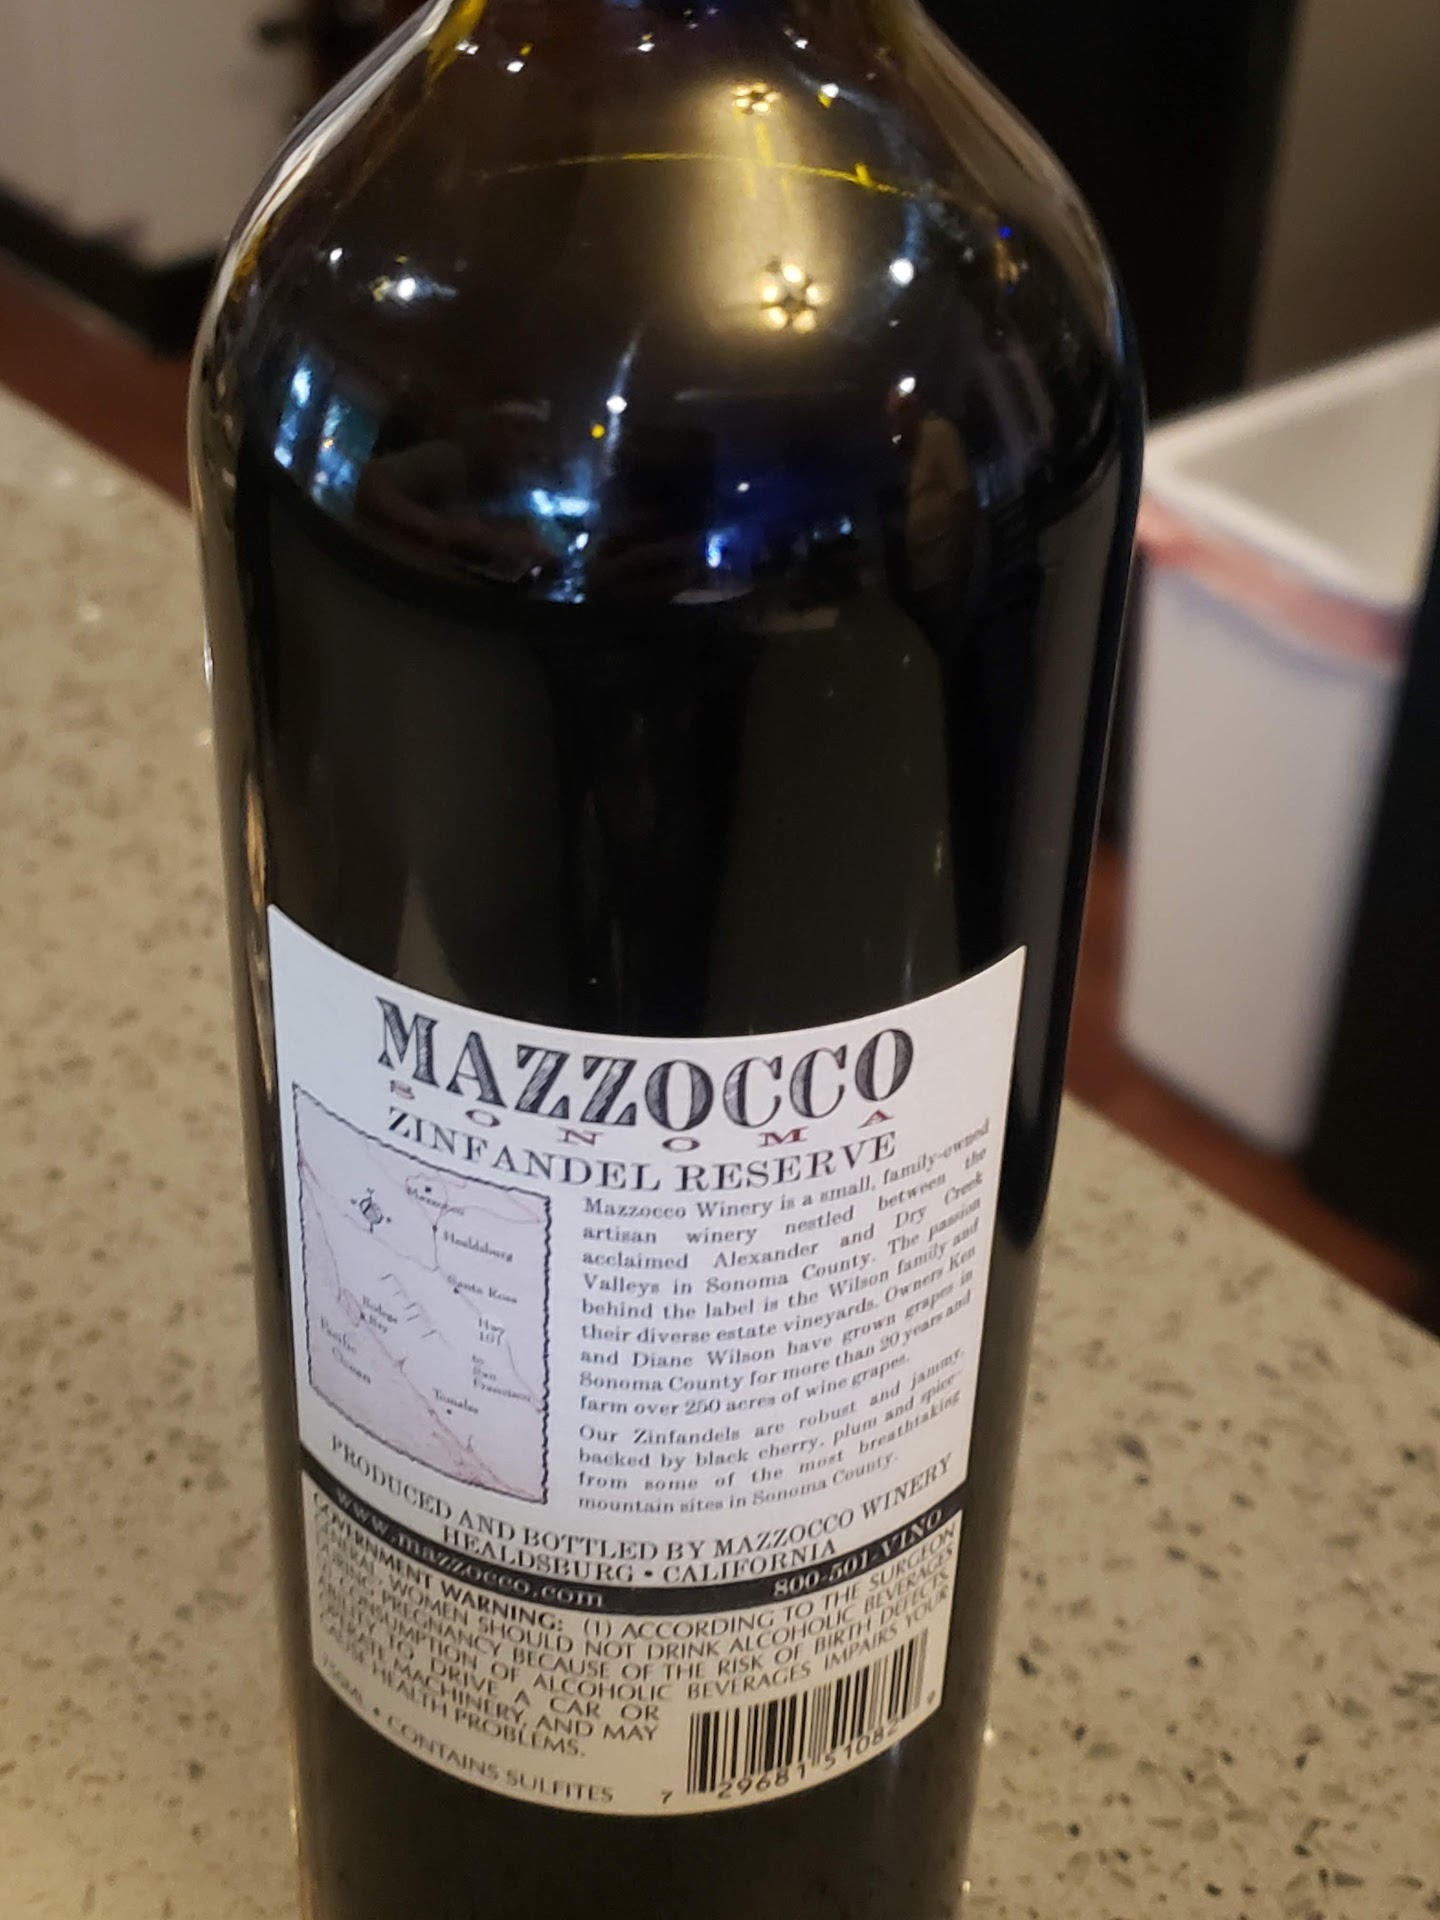 MAZZOCCO
SONOMA
ZINFANDEL RESERVE
Mazzocco
Healdsburg
Santa Rosa
Bodega
Bay
Hwy
101
Pacific
Ocean
to
San
Francisco
Tomales
Mazzocco Winery is a small, family-owned
artisan winery nestled between the
acclaimed Alexander and Dry Creek
Valleys in Sonoma County. The passion
behind the label is the Wilson family and
their diverse estate vineyards. Owners Ken
and Diane Wilson have grown grapes in
Sonoma County for more than 20 years and
farm over 250 acres of wine grapes.
Our Zinfandels are robust and jammy,
backed by black cherry, plum and spice-
from some of the most breathtaking
mountain sites in Sonoma County.
PRODUCED AND BOTTLED BY MAZZOCCO WINERY
HEALDSBURG • CALIFORNIA
www.mazzocco.com 800-501-VINO
GOVERNMENT WARNING: (1) ACCORDING TO THE SURGEON
GENERAL, WOMEN SHOULD NOT DRINK ALCOHOLIC BEVERAGES
DURING PREGNANCY BECAUSE OF THE RISK OF BIRTH DEFECTS.
(2) CONSUMPTION OF ALCOHOLIC BEVERAGES IMPAIRS YOUR
ABILITY TO DRIVE A CAR OR
OPERATE MACHINERY, AND MAY
CAUSE HEALTH PROBLEMS.
750ML • CONTAINS SULFITES
7 29681 51082 9